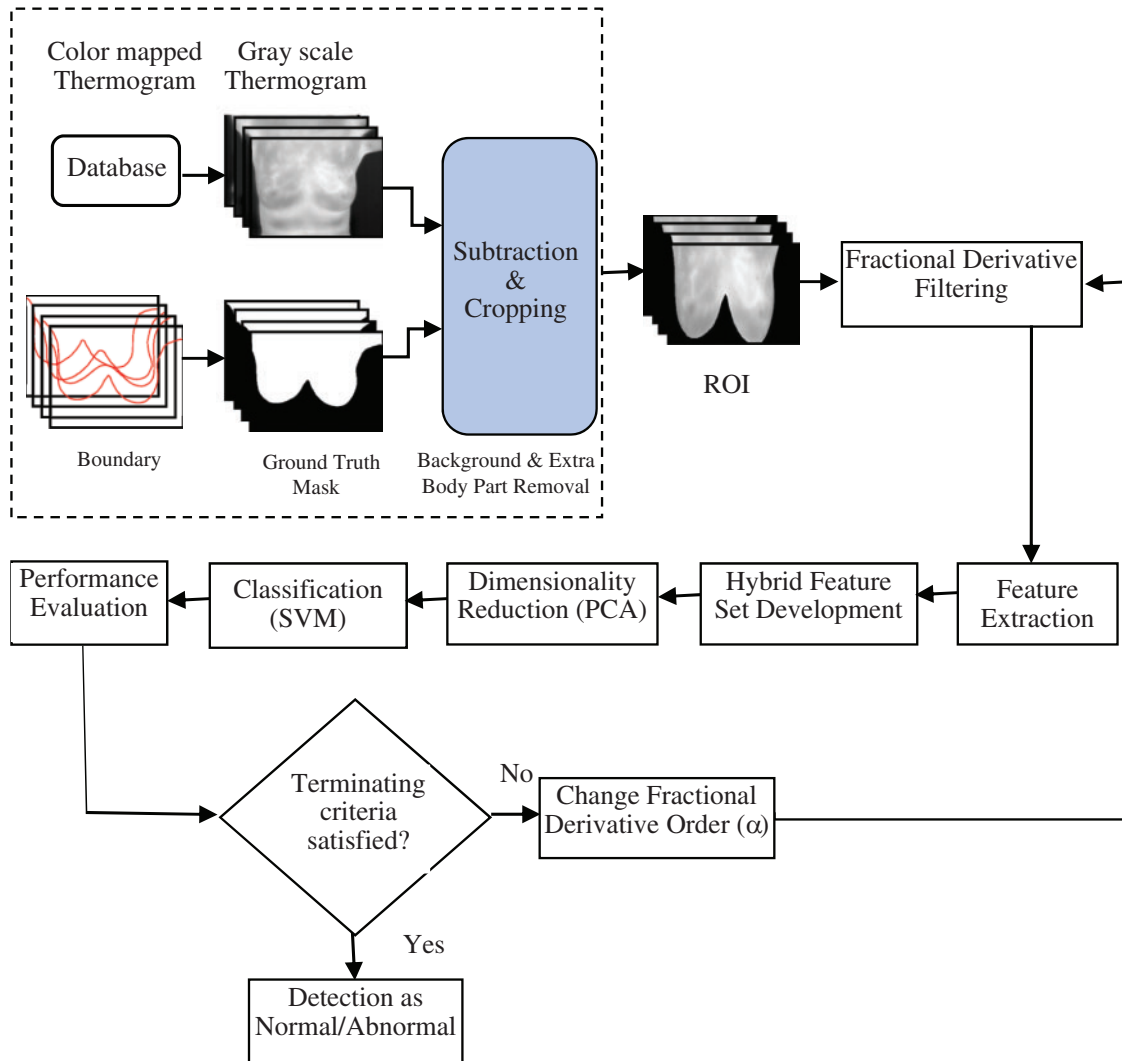 Color mapped
Thermogram
Gray scale
Thermogram
Database
Subtraction
&
Cropping
Boundary
Ground Truth
Mask
Background & Extra
Body Part Removal
ROI
Fractional Derivative
Filtering
Performance
Evaluation
Classification
(SVM)
Dimensionality
Reduction (PCA)
Hybrid Feature
Set Development
Feature
Extraction
Terminating
criteria
satisfied?
No
Change Fractional
Derivative Order (α)
Yes
Detection as
Normal/Abnormal